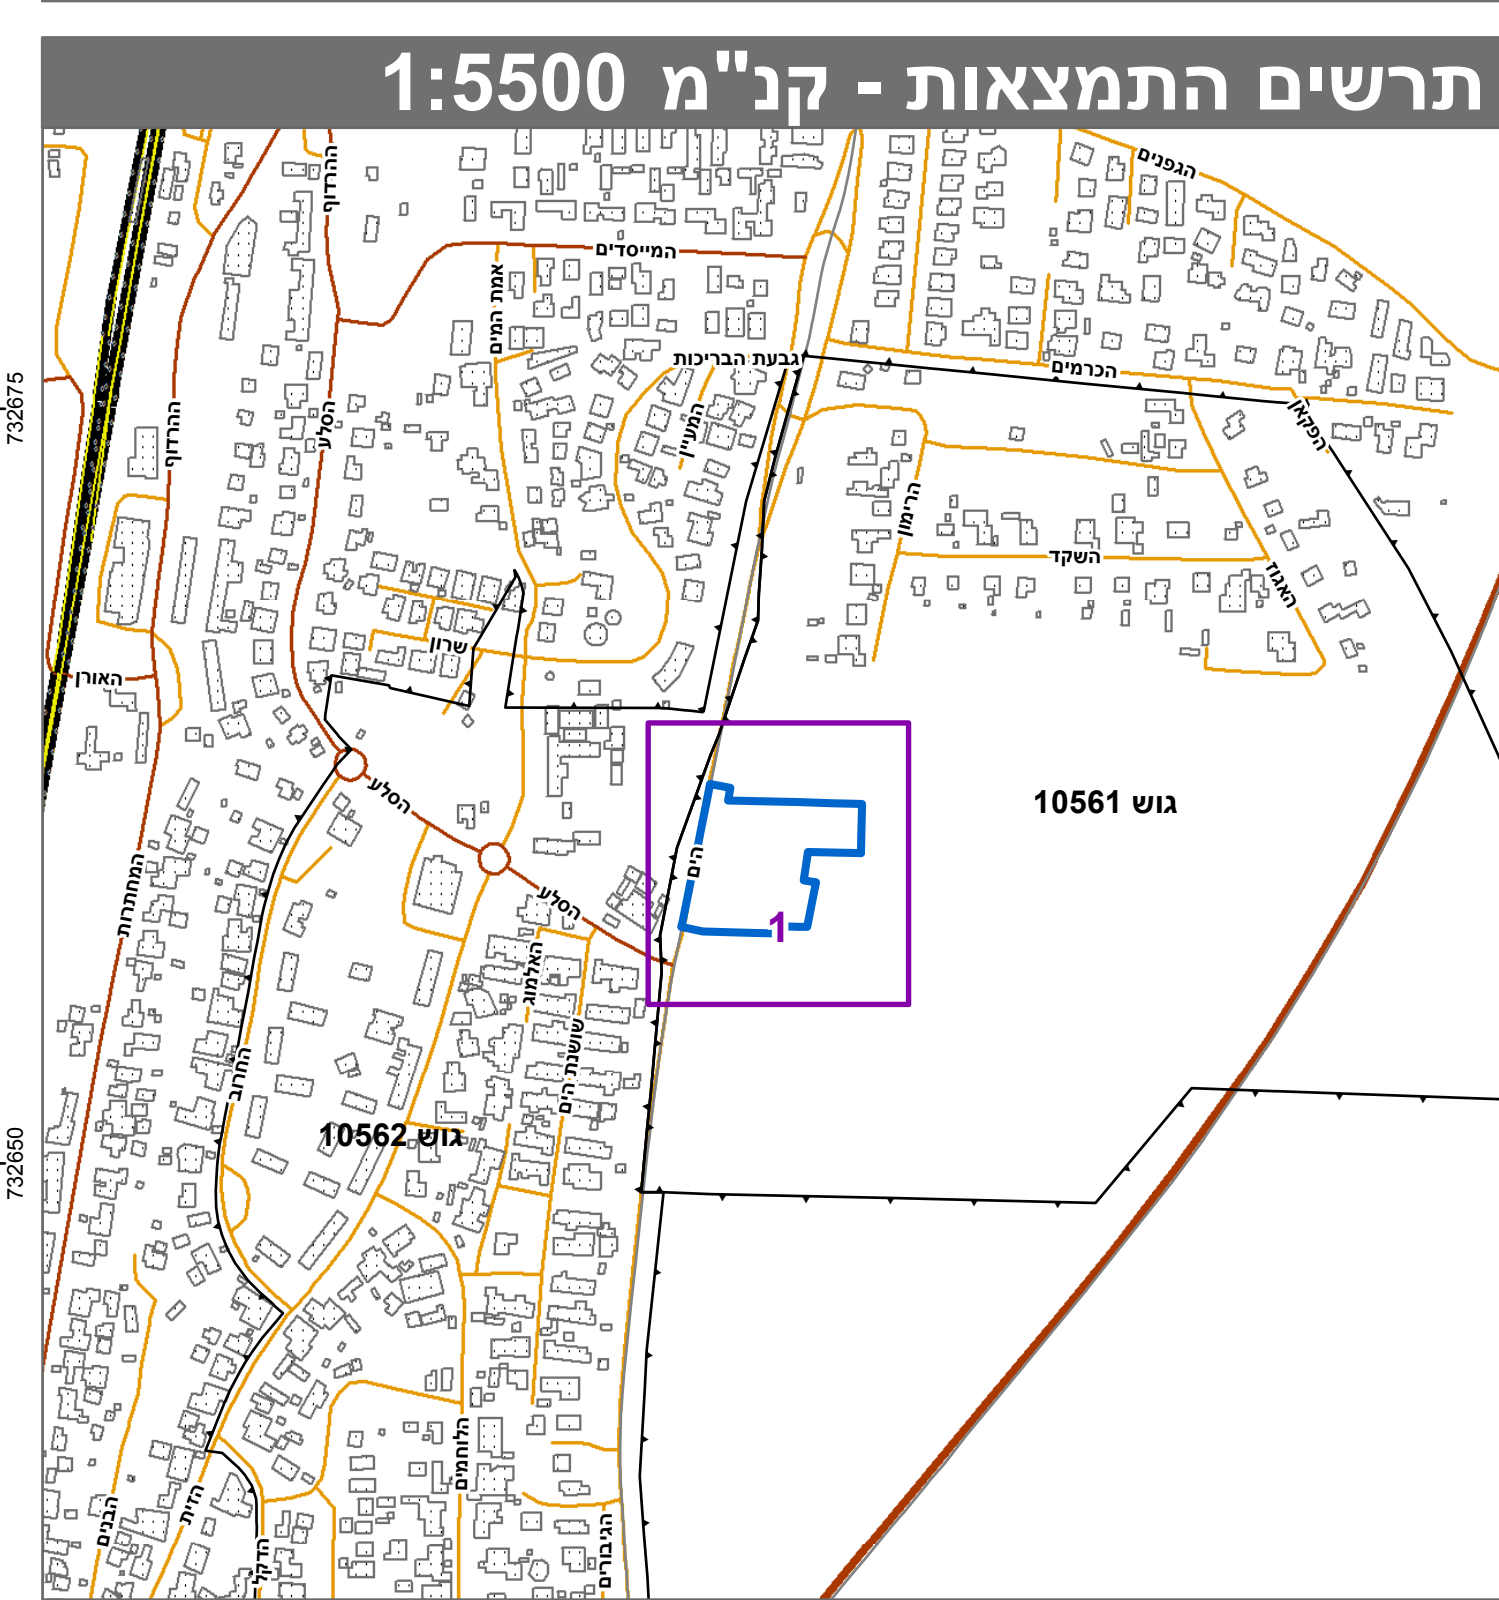 תרשים התמצאות - קנ"מ 1:5500
הגפנים
ההרדוף
המייסדים
אמת המים
גבעת הבריכות
הכרמים
732675
ההרדוף
הסלע
המעיין
הפקאן
הרימון
השקד
האגוז
שרון
האורן
הסלע
גוש 10561
הים
המחתרות
הסלע
1
האלמוג
שושנת הים
החרוב
גוש 10562
732650
הלוחמים
הזית
הבנים
הדקל
הגיבורים